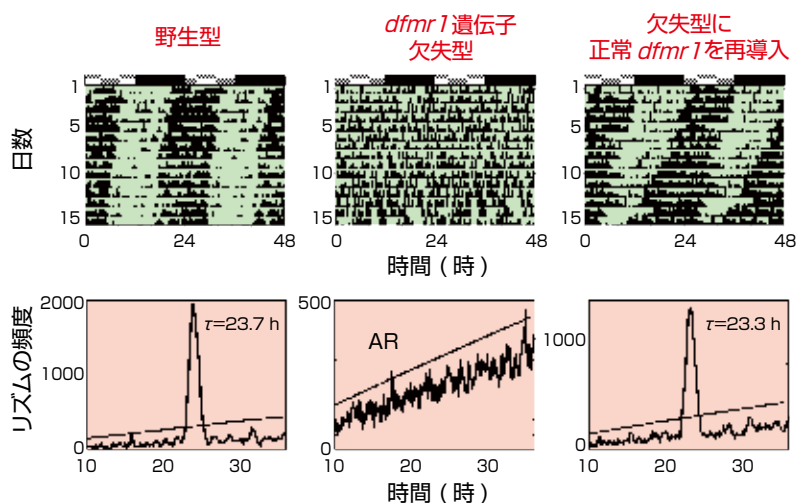 野生型
dfmr1遺伝子
欠失型
欠失型に
正常 dfmr1を再導入
日数
1
5
10
15
0 24 48
0 24 48
1
5
10
15
0 24 48
時間 ( 時 )
リズムの頻度
2000
1000
0
τ=23.7 h
10 20 30
500
0
AR
10 20 30
1000
0
τ=23.3 h
10 20 30
時間 ( 時 )